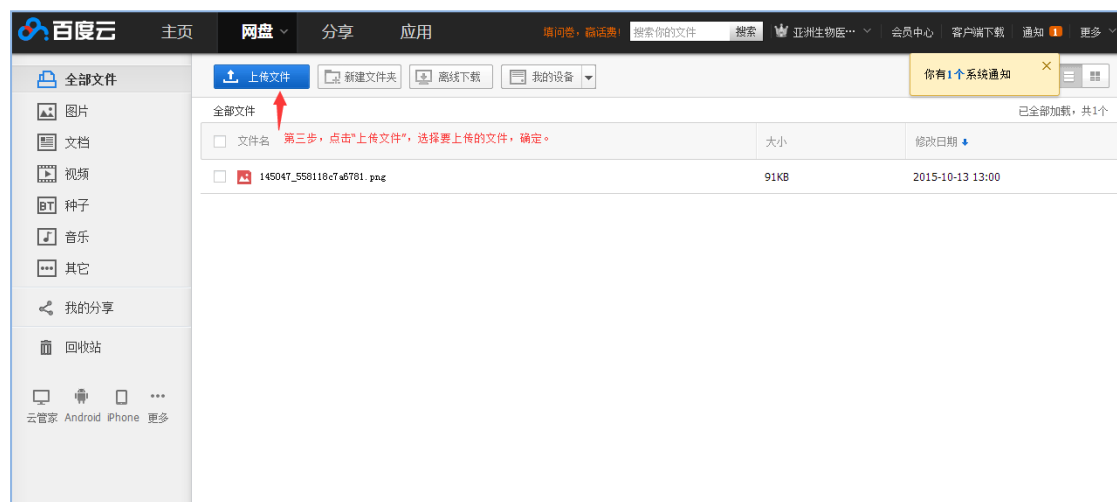 百度云 主页 网盘 分享 应用 填问卷，赢话费! 搜索你的文件 搜索 亚洲生物医… 会员中心 客户端下载 通知 1 更多
全部文件 上传文件 新建文件夹 离线下载 我的设备 你有1个系统通知
图片 全部文件 已全部加载，共1个
文档 文件名 第三步，点击"上传文件"，选择要上传的文件，确定。 大小 修改日期
视频 145047_558118c7a6781.png 91KB 2015-10-13 13:00
BT 种子
音乐
其它
我的分享
回收站
云管家 Android iPhone 更多